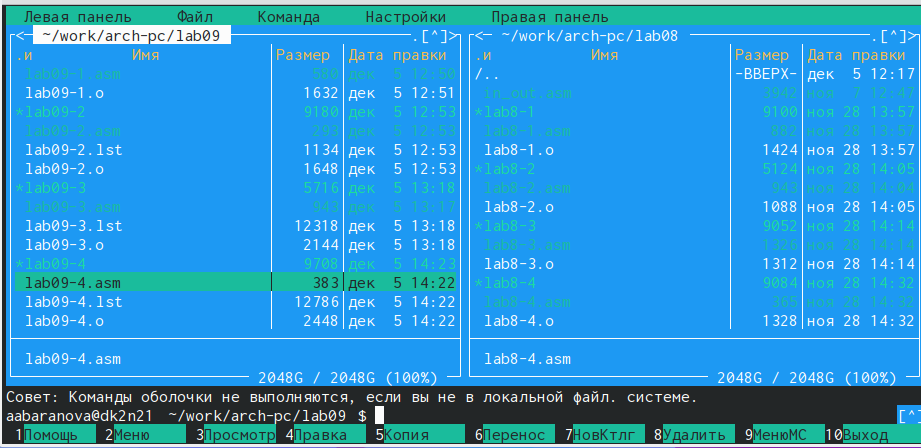 Левая панель Файл Команда Настройки Правая панель
<- ~/work/arch-pc/lab09 .[^]> <- ~/work/arch-pc/lab08 .[^]>
.и Имя Размер Дата правки .и Имя Размер Дата правки
lab09-1.asm 580 дек 5 12:50 /.. -ВВЕРХ- дек 5 12:17
lab09-1.o 1632 дек 5 12:51 in_out.asm 3942 ноя 7 12:47
*lab09-2 9180 дек 5 12:53 *lab8-1 9100 ноя 28 13:57
lab09-2.asm 293 дек 5 12:53 lab8-1.asm 882 ноя 28 13:57
lab09-2.lst 1134 дек 5 12:53 lab8-1.o 1424 ноя 28 13:57
lab09-2.o 1648 дек 5 12:53 *lab8-2 5124 ноя 28 14:05
*lab09-3 5716 дек 5 13:18 lab8-2.asm 943 ноя 28 14:04
lab09-3.asm 943 дек 5 13:17 lab8-2.o 1088 ноя 28 14:05
lab09-3.lst 12318 дек 5 13:18 *lab8-3 9052 ноя 28 14:14
lab09-3.o 2144 дек 5 13:18 lab8-3.asm 1326 ноя 28 14:14
*lab09-4 9708 дек 5 14:23 lab8-3.o 1312 ноя 28 14:14
lab09-4.asm 383 дек 5 14:22 *lab8-4 9084 ноя 28 14:32
lab09-4.lst 12786 дек 5 14:22 lab8-4.asm 365 ноя 28 14:32
lab09-4.o 2448 дек 5 14:22 lab8-4.o 1328 ноя 28 14:32
lab09-4.asm lab8-4.asm
2048G / 2048G (100%) 2048G / 2048G (100%)
Совет: Команды оболочки не выполняются, если вы не в локальной файл. системе.
aabaranova@dk2n21 ~/work/arch-pc/lab09 $ [^]
1Помощь 2Меню 3Просмотр 4Правка 5Копия 6Перенос 7НовКтлг 8Удалить 9МенюМС 10Выход